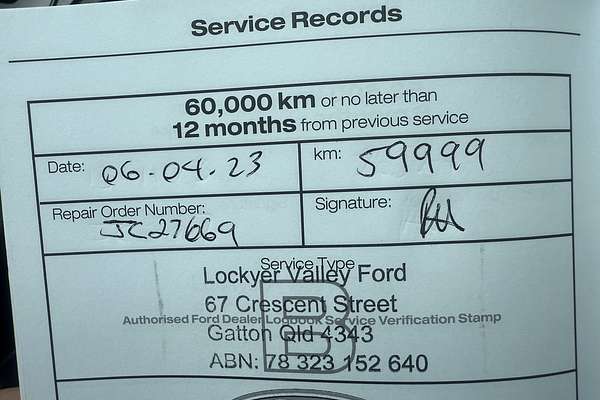 Service Records
60,000 km or no later than
12 months from previous service
Date: 06-04-23 km: 59999
Repair Order Number: Signature:
JC27669
Service Type
Lockyer Valley Ford
67 Crescent Street
Authorised Ford Dealer Logbook Service Verification Stamp
Gatton Qld 4343
B
ABN: 78 323 152 640